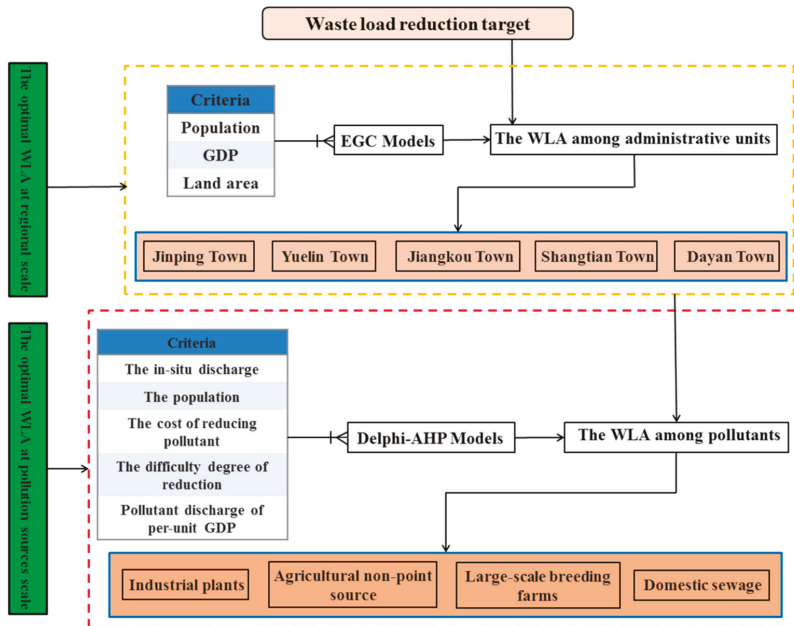 Waste load reduction target
The optimal WLA at regional scale
Criteria
Population
GDP
Land area
EGC Models
The WLA among administrative units
Jinping Town
Yuelin Town
Jiangkou Town
Shangtian Town
Dayan Town
The optimal WLA at pollution sources scale
Criteria
The in-situ discharge
The population
The cost of reducing
pollutant
The difficulty degree of
reduction
Pollutant discharge of
per-unit GDP
Delphi-AHP Models
The WLA among pollutants
Industrial plants
Agricultural non-point
source
Large-scale breeding
farms
Domestic sewage